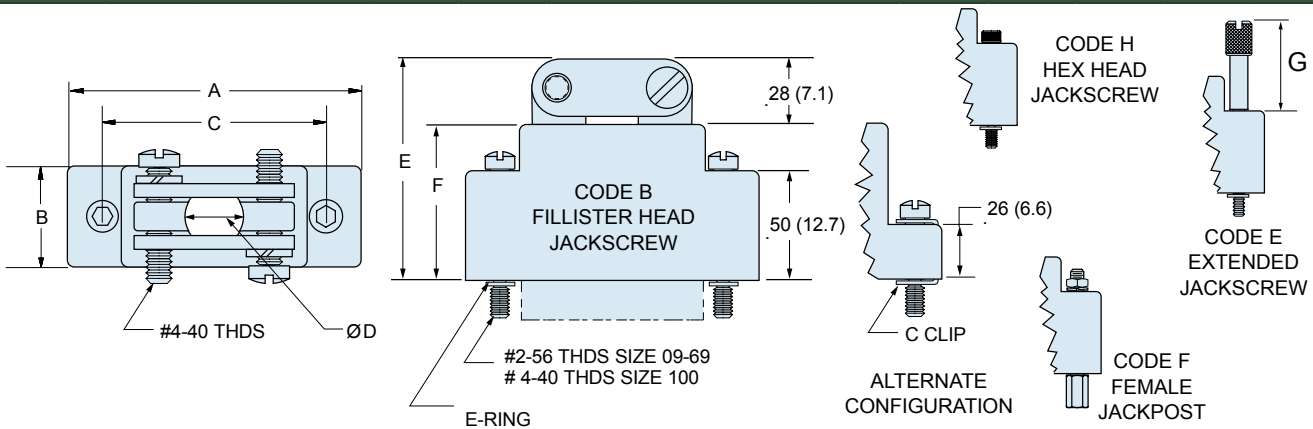 A
C
B
#4-40 THDS
ØD
E
F
.28 (7.1)
CODE B
FILLISTER HEAD
JACKSCREW
.50 (12.7)
#2-56 THDS SIZE 09-69
# 4-40 THDS SIZE 100
E-RING
.26 (6.6)
C CLIP
ALTERNATE
CONFIGURATION
CODE H
HEX HEAD
JACKSCREW
G
CODE E
EXTENDED
JACKSCREW
CODE F
FEMALE
JACKPOST